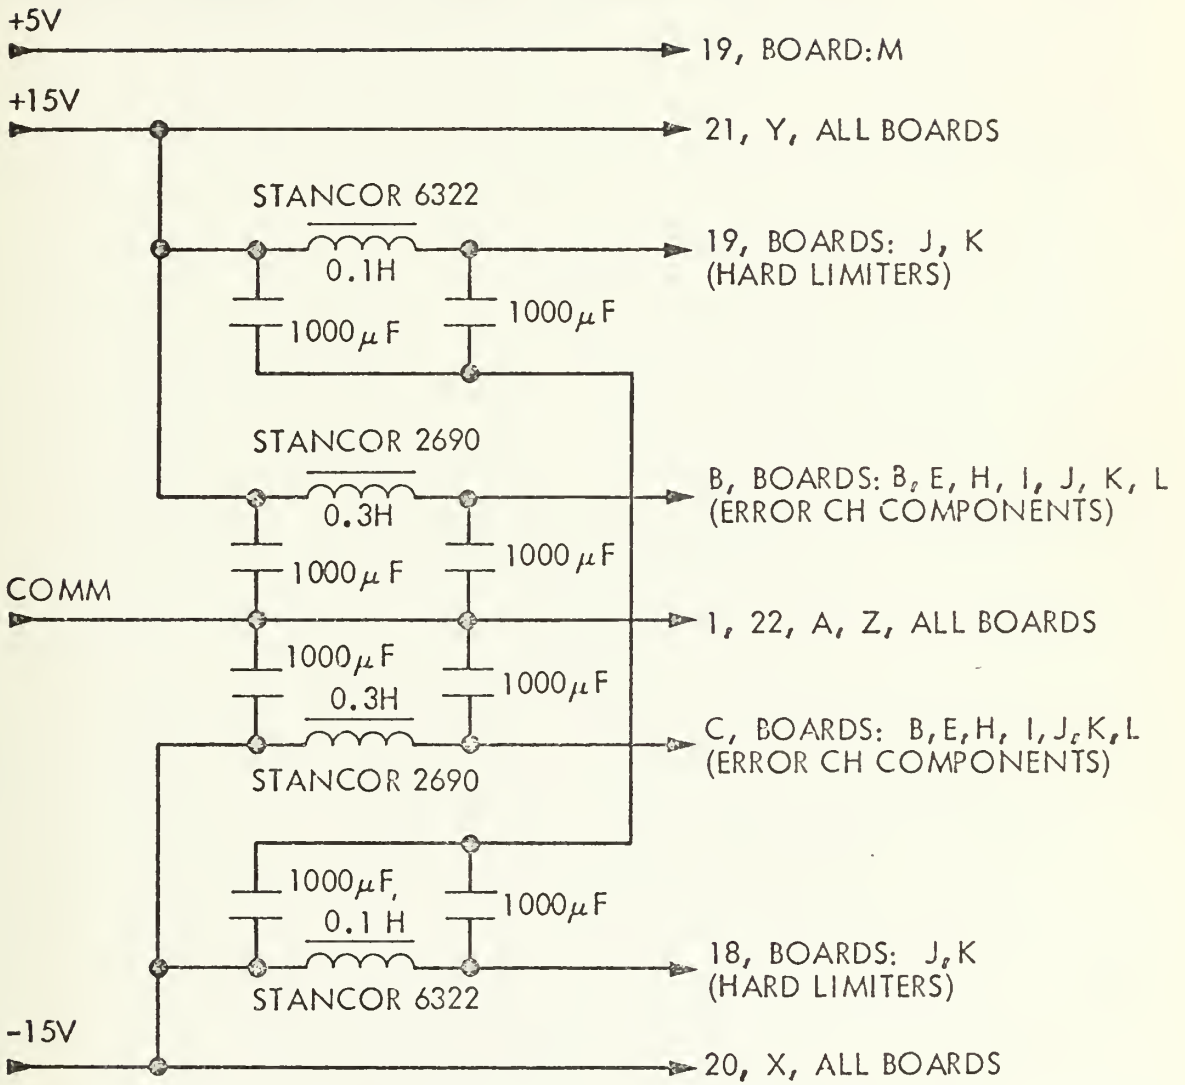 +5V
19, BOARD:M
+15V
21, Y, ALL BOARDS
STANCOR 6322
0.1H
19, BOARDS: J, K
(HARD LIMITERS)
1000μF
1000μF
STANCOR 2690
0.3H
B, BOARDS: B, E, H, I, J, K, L
(ERROR CH COMPONENTS)
1000μF
1000μF
COMM
1, 22, A, Z, ALL BOARDS
1000μF
0.3H
1000μF
C, BOARDS: B, E, H, I, J, K, L
(ERROR CH COMPONENTS)
STANCOR 2690
1000μF,
0.1 H
1000μF
18, BOARDS: J, K
(HARD LIMITERS)
STANCOR 6322
-15V
20, X, ALL BOARDS